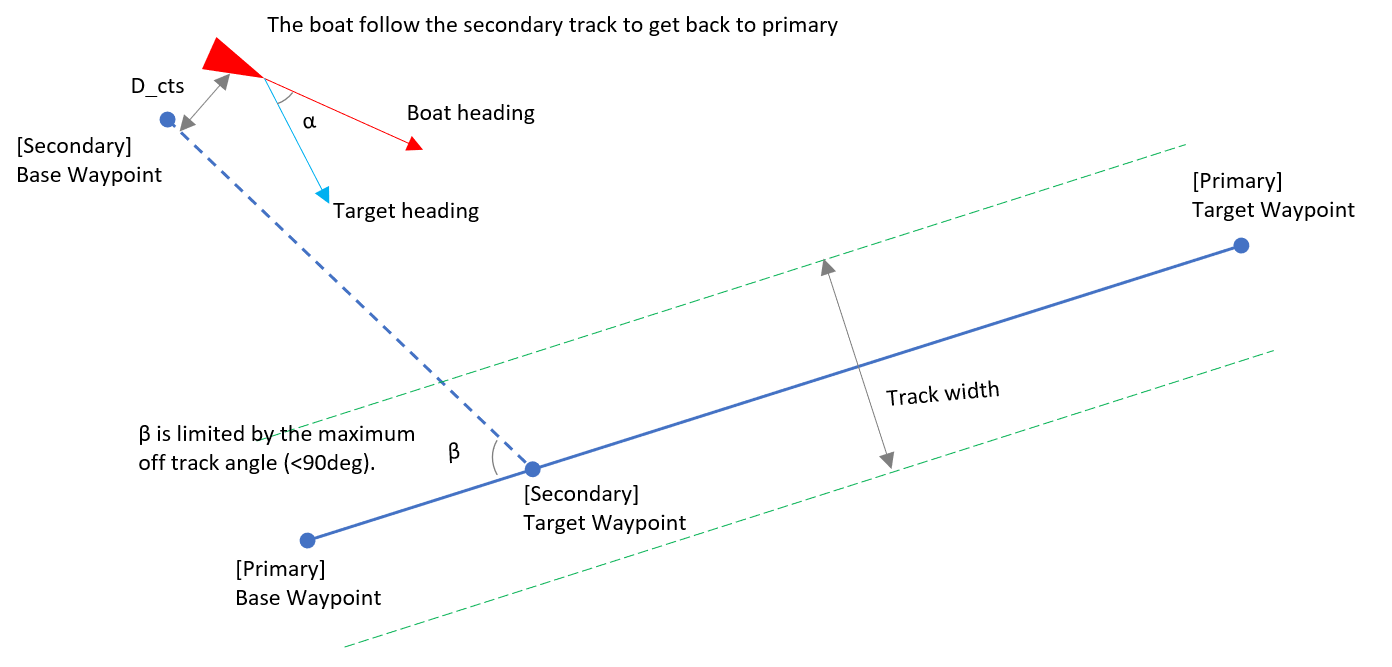 The boat follow the secondary track to get back to primary
D_cts
[Secondary]
Base Waypoint
α
Boat heading
Target heading
[Primary]
Target Waypoint
Track width
β is limited by the maximum
off track angle (<90deg).
β
[Secondary]
Target Waypoint
[Primary]
Base Waypoint